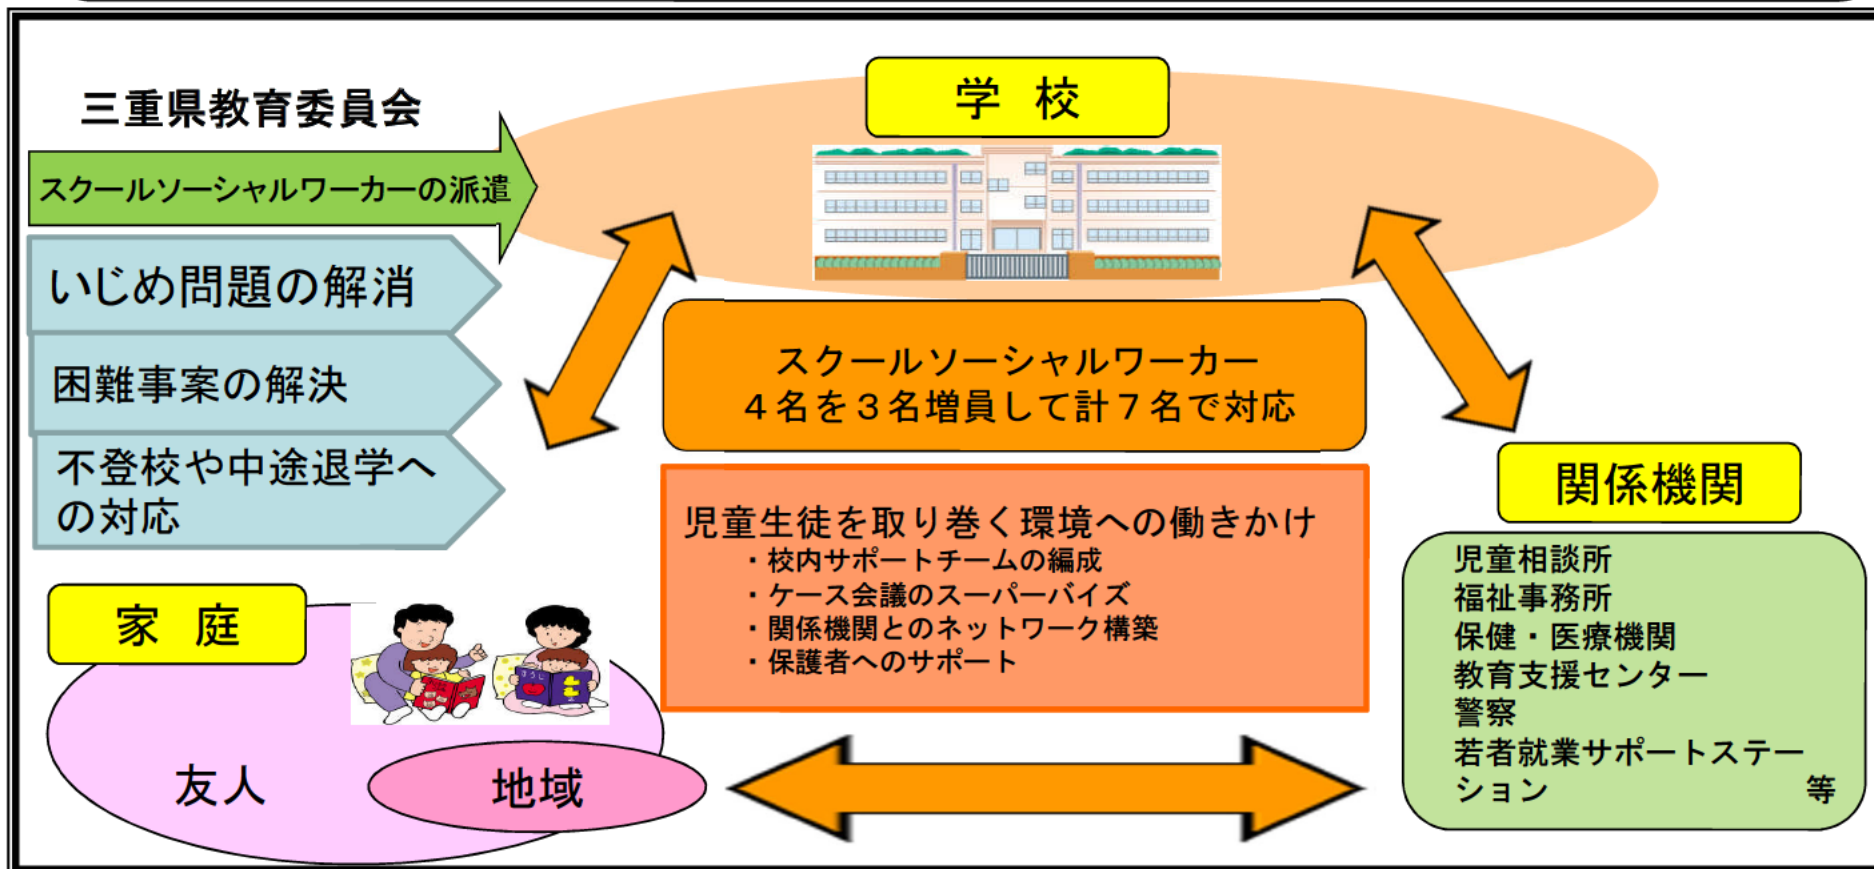 三重県教育委員会
スクールソーシャルワーカーの派遣
いじめ問題の解消
困難事案の解決
不登校や中途退学へ
の対応
学 校
スクールソーシャルワーカー
4名を3名増員して計7名で対応
児童生徒を取り巻く環境への働きかけ
・校内サポートチームの編成
・ケース会議のスーパーバイズ
・関係機関とのネットワーク構築
・保護者へのサポート
関係機関
児童相談所
福祉事務所
保健・医療機関
教育支援センター
警察
若者就業サポートステー
ション 等
家 庭
友人
地域